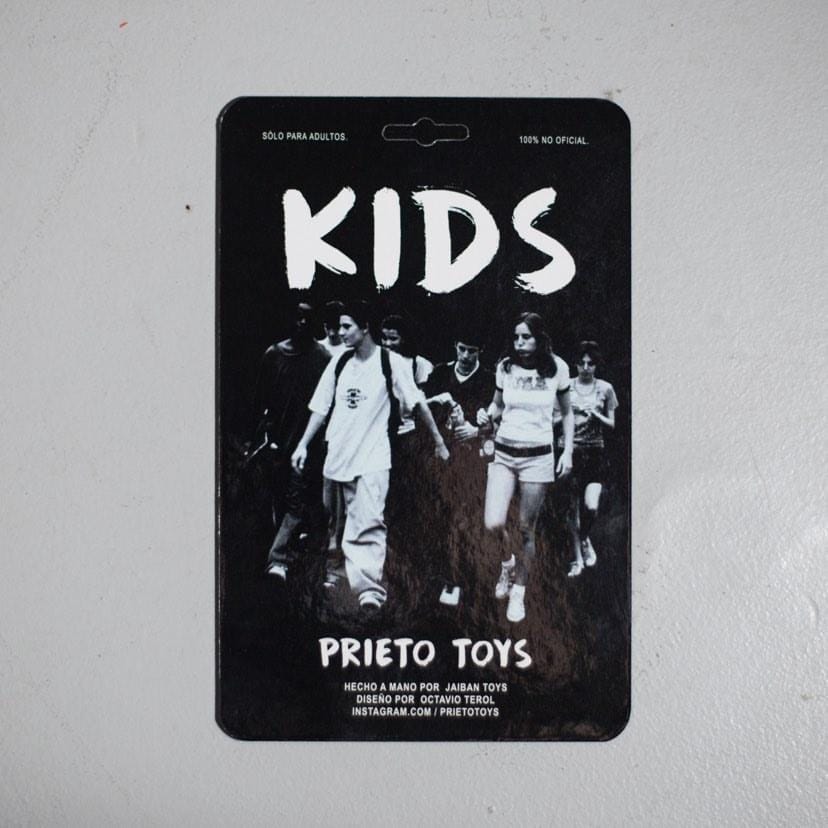 SÓLO PARA ADULTOS.
100% NO OFICIAL.
KIDS
PRIETO TOYS
HECHO A MANO POR JAIBAN TOYS
DISEÑO POR OCTAVIO TEROL
INSTAGRAM.COM / PRIETOTOYS